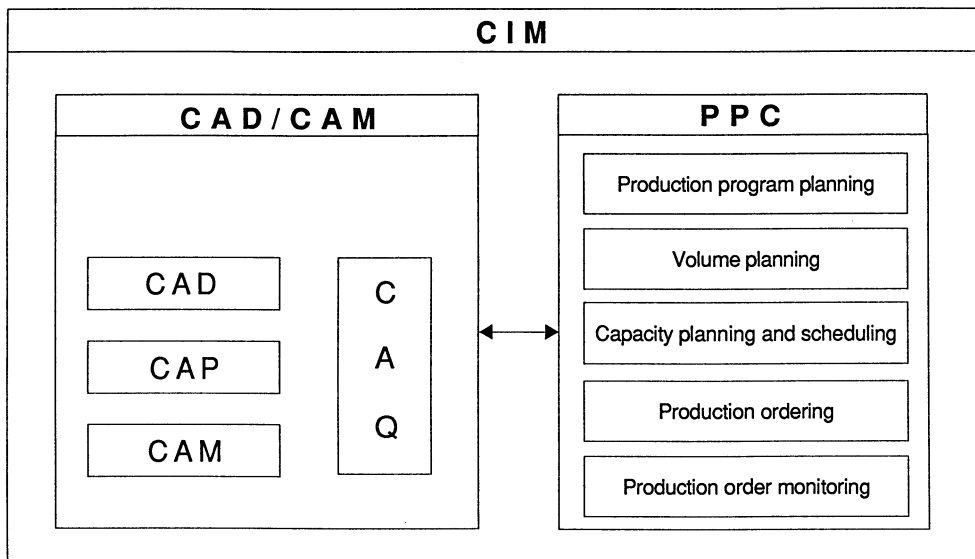 CIM
CAD/CAM
CAD
CAP
CAM
C
A
Q
PPC
Production program planning
Volume planning
Capacity planning and scheduling
Production ordering
Production order monitoring